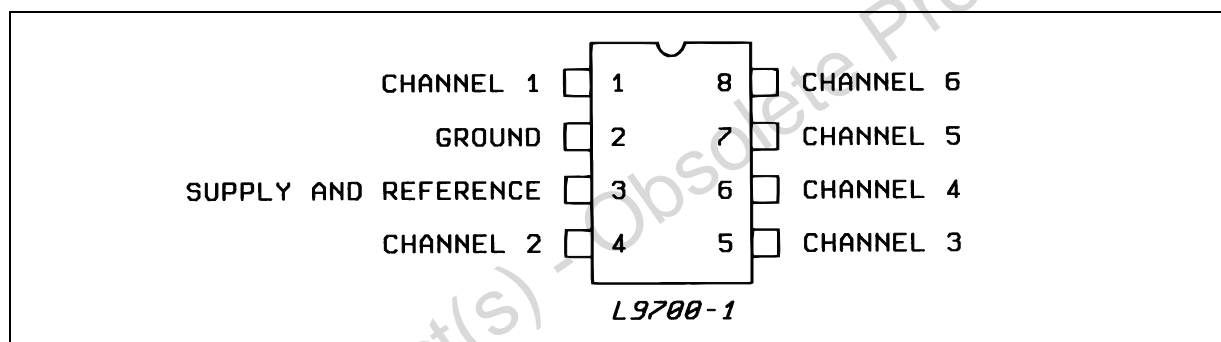 CHANNEL 1 1 8 CHANNEL 6
GROUND 2 7 CHANNEL 5
SUPPLY AND REFERENCE 3 6 CHANNEL 4
CHANNEL 2 4 5 CHANNEL 3
L9700-1
(s) - Obsolete